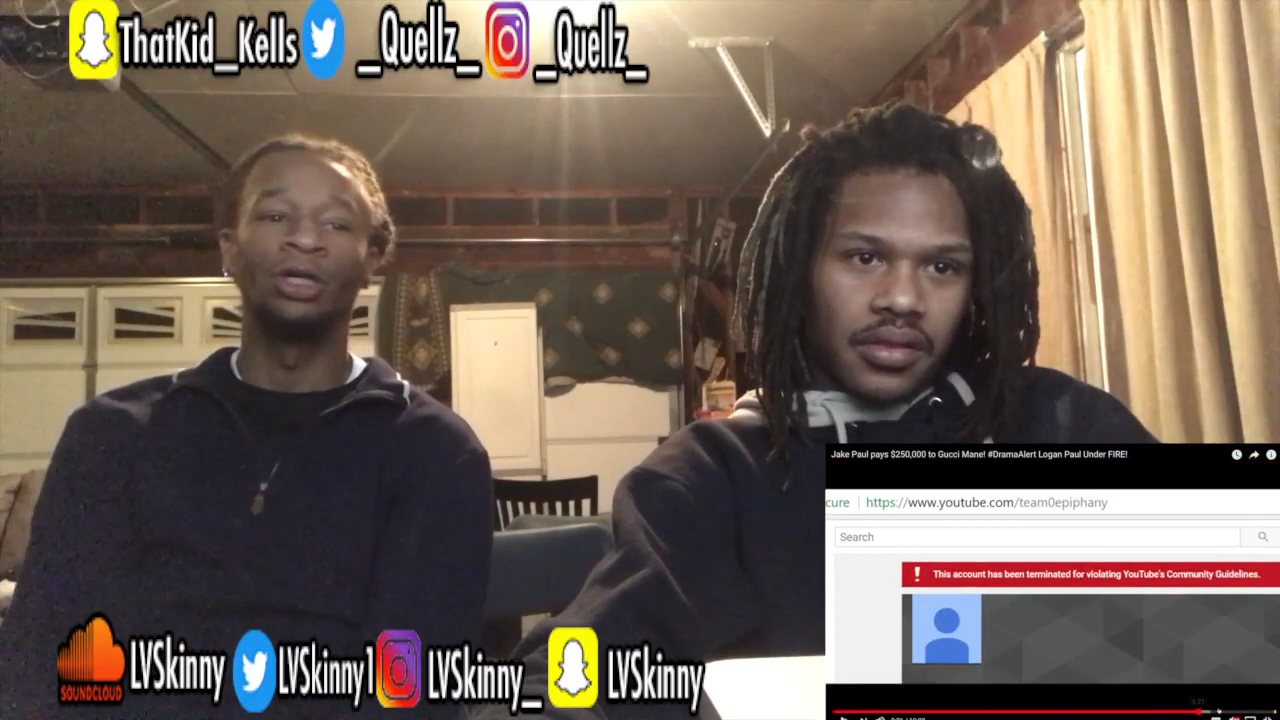 ThatKid_Kells _Quellz_ _Quellz_
Jake Paul pays $250,000 to Gucci Mane! #DramaAlert Logan Paul Under FIRE!
cure | https://www.youtube.com/team0epiphany
Search
! This account has been terminated for violating YouTube's Community Guidelines.
SOUNDCLOUD LVSkinny LVSkinny1 LVSkinny_ LVSkinny